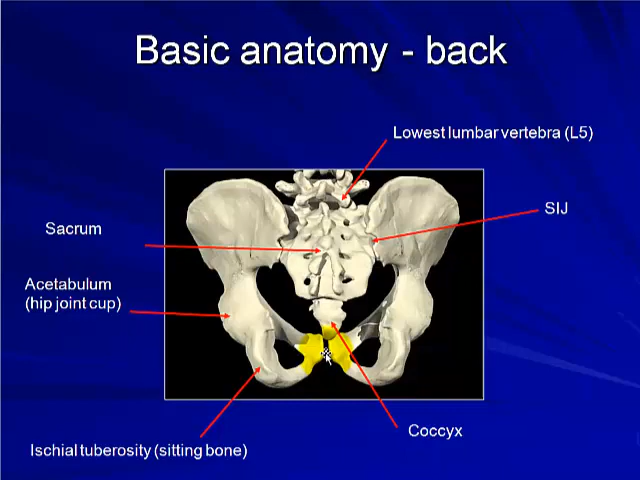 Basic anatomy - back
Lowest lumbar vertebra (L5)
SIJ
Sacrum
Acetabulum
(hip joint cup)
Coccyx
Ischial tuberosity (sitting bone)